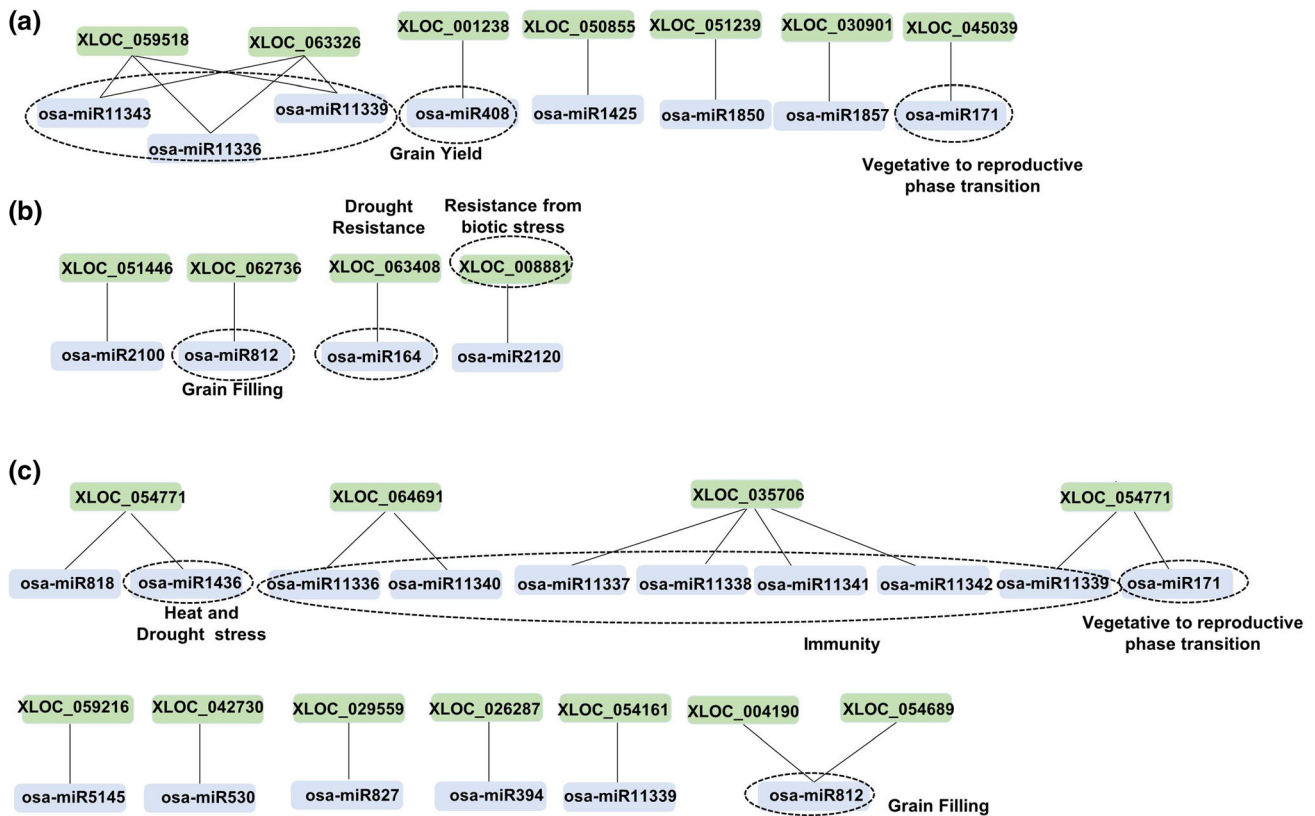 (a)
XLOC_059518
XLOC_063326
XLOC_001238
XLOC_050855
XLOC_051239
XLOC_030901
XLOC_045039
osa-miR11343
osa-miR11339
osa-miR408
osa-miR1425
osa-miR1850
osa-miR1857
osa-miR171
osa-miR11336
Grain Yield
Vegetative to reproductive
phase transition
(b)
Drought
Resistance
Resistance from
biotic stress
XLOC_051446
XLOC_062736
XLOC_063408
XLOC_008881
osa-miR2100
osa-miR812
osa-miR164
osa-miR2120
Grain Filling
(c)
XLOC_054771
XLOC_064691
XLOC_035706
XLOC_054771
osa-miR818
osa-miR1436
osa-miR11336
osa-miR11340
osa-miR11337
osa-miR11338
osa-miR11341
osa-miR11342
osa-miR11339
osa-miR171
Heat and
Drought stress
Immunity
Vegetative to reproductive
phase transition
XLOC_059216
XLOC_042730
XLOC_029559
XLOC_026287
XLOC_054161
XLOC_004190
XLOC_054689
osa-miR5145
osa-miR530
osa-miR827
osa-miR394
osa-miR11339
osa-miR812
Grain Filling